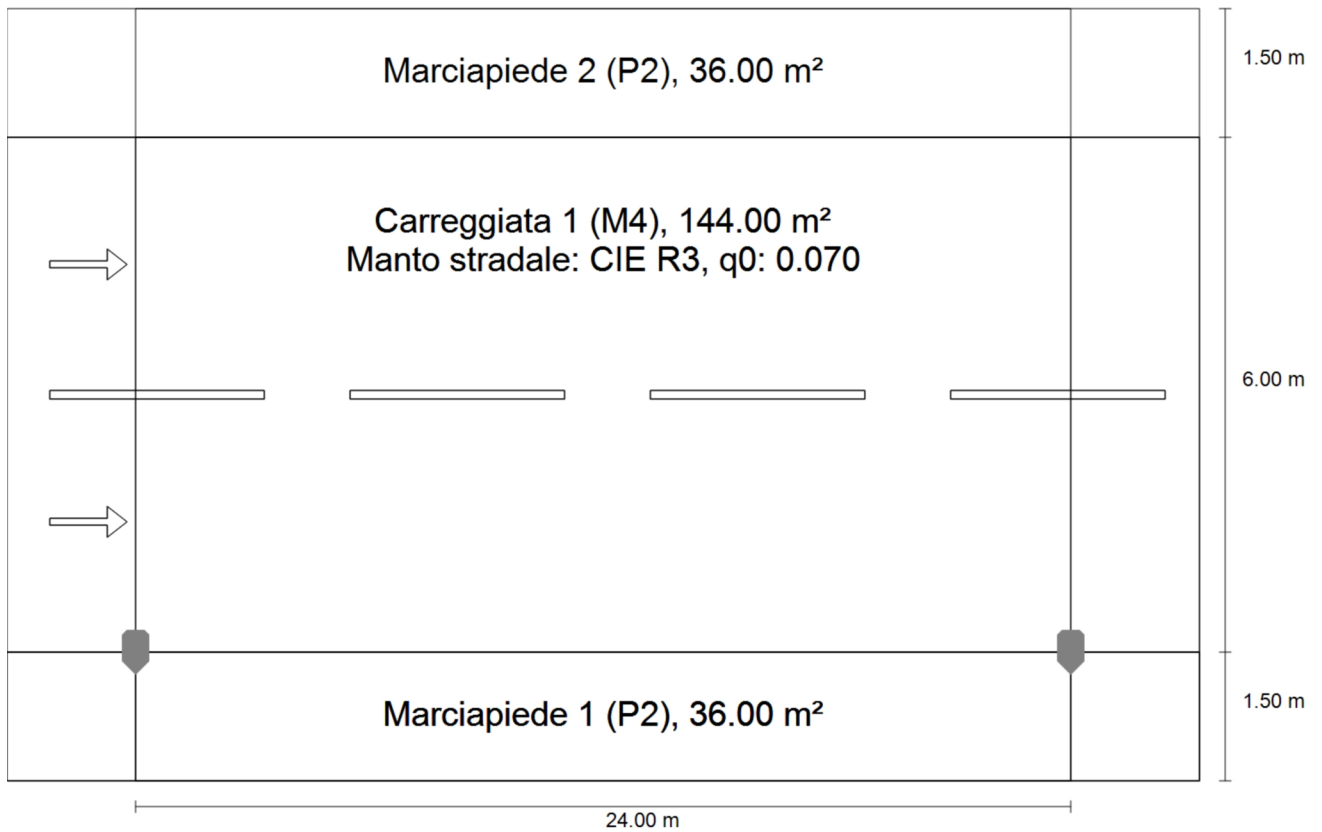 Marciapiede 2 (P2), 36.00 m²
1.50 m
Carreggiata 1 (M4), 144.00 m²
Manto stradale: CIE R3, q0: 0.070
6.00 m
Marciapiede 1 (P2), 36.00 m²
1.50 m
24.00 m